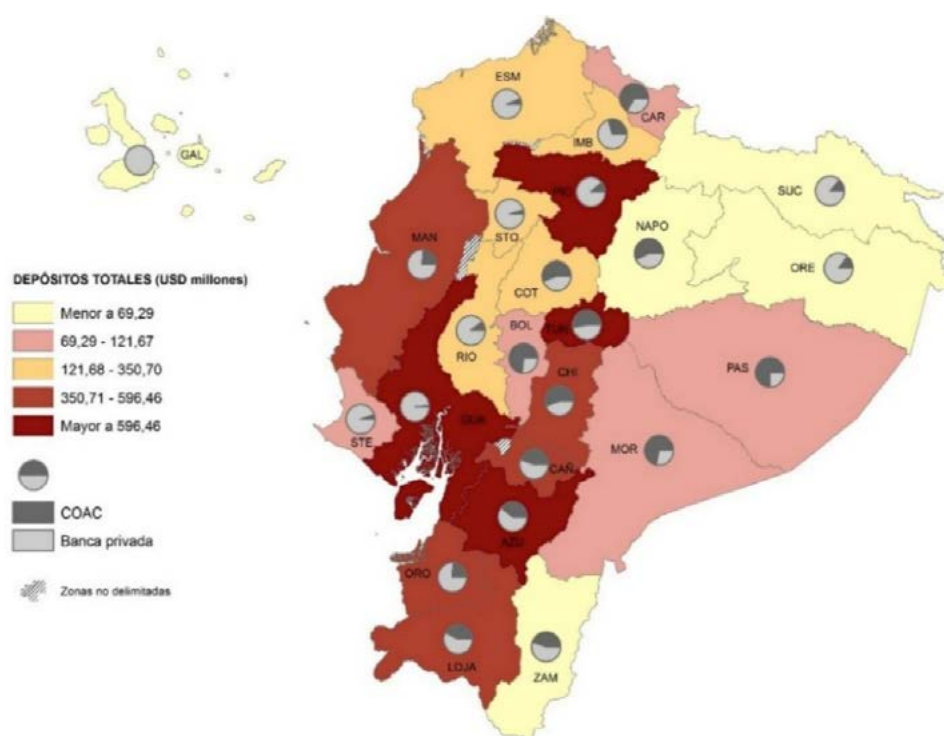 ESM
CAR
IMB
GAL
PIC
SUC
NAPO
MAN
STO
ORE
DEPÓSITOS TOTALES (USD millones)
COT
Menor a 69,29
BOL
TUN
69,29 - 121,67
RIO
PAS
121,68 - 350,70
CHI
350,71 - 596,46
GUA
Mayor a 596,46
STE
MOR
CAÑ
COAC
AZU
Banca privada
ORO
Zonas no delimitadas
LOJA
ZAM